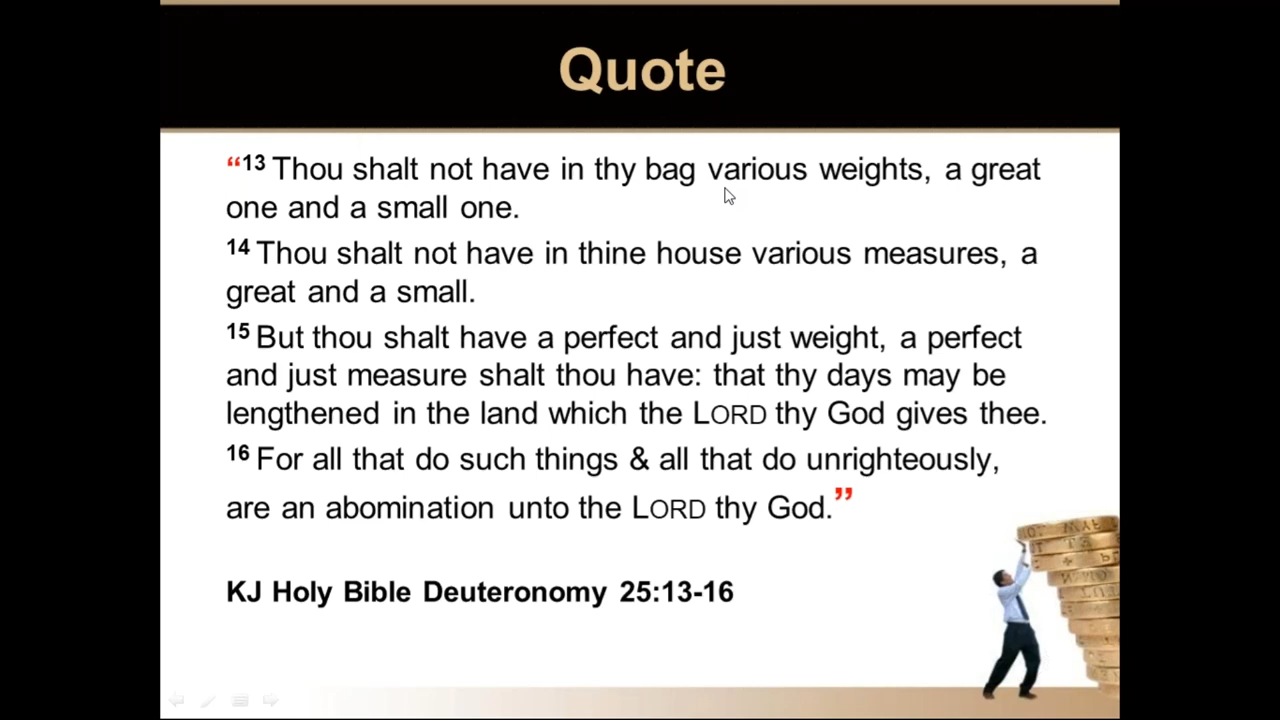 Quote
“13 Thou shalt not have in thy bag various weights, a great
one and a small one.
14 Thou shalt not have in thine house various measures, a
great and a small.
15 But thou shalt have a perfect and just weight, a perfect
and just measure shalt thou have: that thy days may be
lengthened in the land which the LORD thy God gives thee.
16 For all that do such things & all that do unrighteously,
are an abomination unto the LORD thy God.”
KJ Holy Bible Deuteronomy 25:13-16